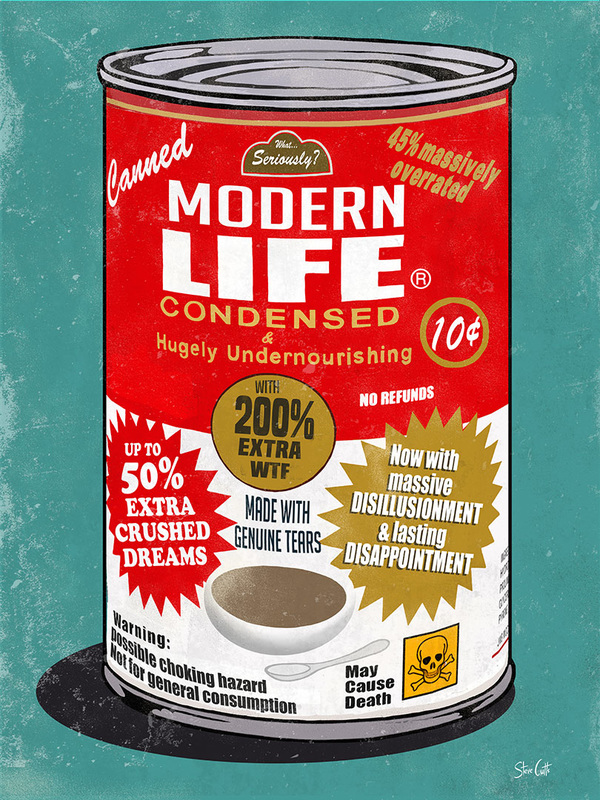 What...
Seriously?
Canned
45% massively
overrated
MODERN
LIFE®
CONDENSED
&
Hugely Undernourishing
10¢
NO REFUNDS
WITH
200%
EXTRA
WTF
UP TO
50%
EXTRA
CRUSHED
DREAMS
MADE WITH
GENUINE TEARS
Now with
massive
DISILLUSIONMENT
& lasting
DISAPPOINTMENT
Warning:
possible choking hazard
Not for general consumption
May
Cause
Death
Steve Cutts